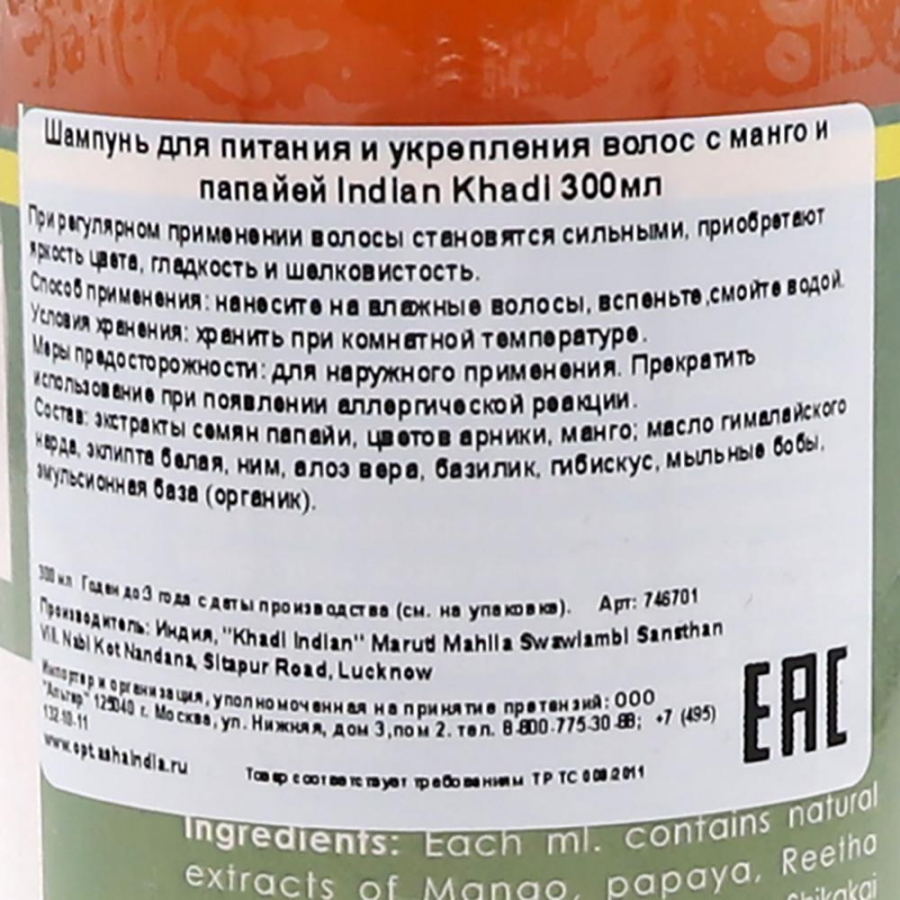 Шампунь для питания и укрепления волос с манго и
папайей Indian Khadi 300мл
При регулярном применении волосы становятся сильными, приобретают
яркость цвета, гладкость и шелковистость.
Способ применения: нанесите на влажные волосы, вспеньте ,смойте водой.
Условия хранения: хранить при комнатной температуре.
Меры предосторожности: для наружного применения. Прекратить
использование при появлении аллергической реакции.
Состав: экстракты семян папайи, цветов арники, манго; масло гималайского
нарда, эклипта белая, ним, алоэ вера, базилик, гибискус, мыльные бобы,
эмульсионная база (органик).
300 мл Годен до 3 года с даты производства (см. на упаковке). Арт: 746701
Производитель: Индия, "Khadi Indian" Maruti Mahila Swawlambi Sansthan
Vill. Nabi Kot Nandana, Sitapur Road, Lucknow
Импортер и организация, уполномоченная на принятие претензий: ООО
"Альтер" 125040 г. Москва, ул. Нижняя, дом 3,пом 2. тел. 8-800-775-30-88; +7 (495)
132-10-11
www.optashaindia.ru
EAC
Товар соответствует требованиям ТР ТС 009/2011
Ingredients: Each ml. contains natural
extracts of Mango, papaya, Reetha
Shikakai